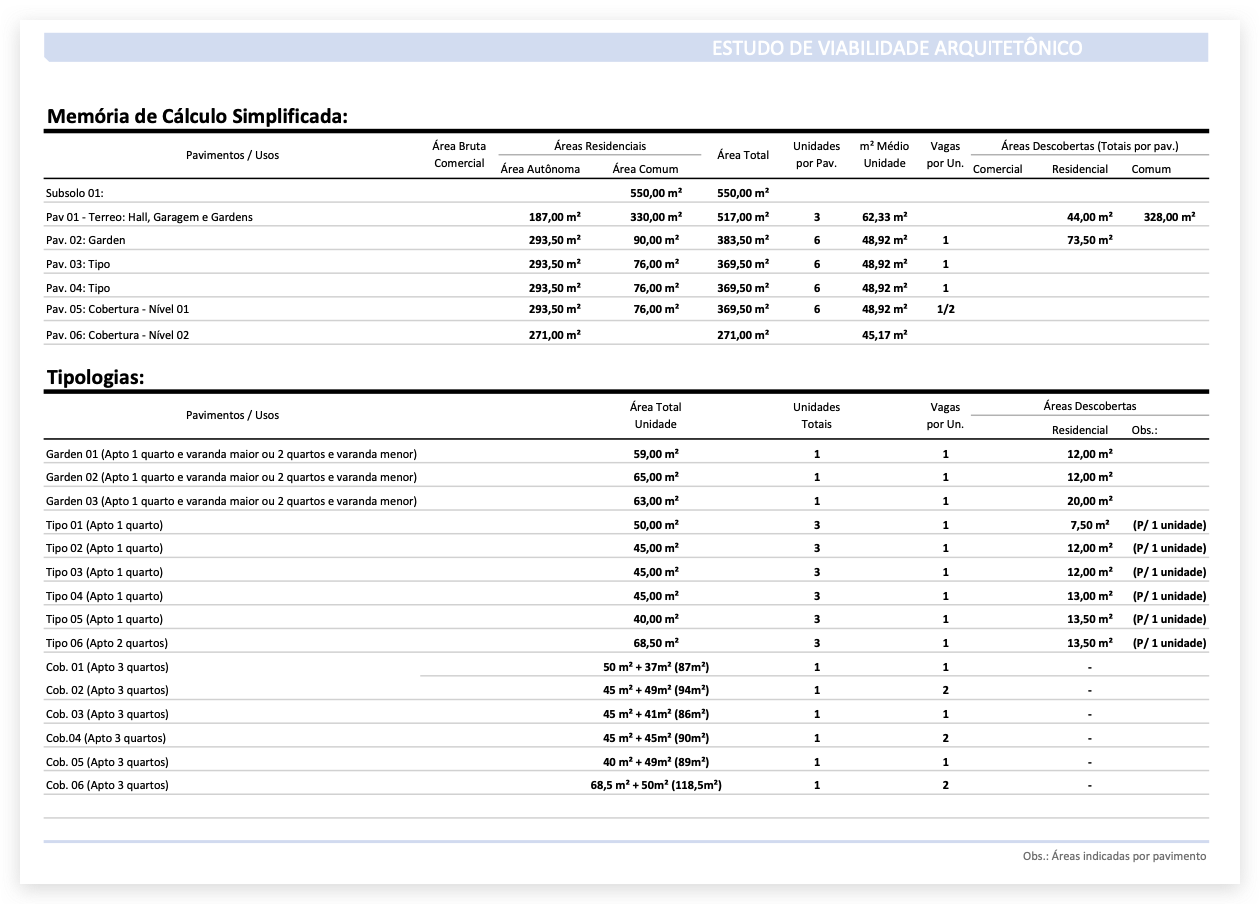 ESTUDO DE VIABILIDADE ARQUITETÔNICO
Memória de Cálculo Simplificada:
Pavimentos / Usos Área Bruta Comercial Áreas Residenciais Área Total Unidades por Pav. m² Médio Unidade Vagas por Un. Áreas Descobertas (Totais por pav.)
Área Autônoma Área Comum Comercial Residencial Comum
Subsolo 01: 550,00 m² 550,00 m²
Pav 01 - Terreo: Hall, Garagem e Gardens 187,00 m² 330,00 m² 517,00 m² 3 62,33 m² 44,00 m² 328,00 m²
Pav. 02: Garden 293,50 m² 90,00 m² 383,50 m² 6 48,92 m² 1 73,50 m²
Pav. 03: Tipo 293,50 m² 76,00 m² 369,50 m² 6 48,92 m² 1
Pav. 04: Tipo 293,50 m² 76,00 m² 369,50 m² 6 48,92 m² 1
Pav. 05: Cobertura - Nível 01 293,50 m² 76,00 m² 369,50 m² 6 48,92 m² 1/2
Pav. 06: Cobertura - Nível 02 271,00 m² 271,00 m² 45,17 m²
Tipologias:
Pavimentos / Usos Área Total Unidade Unidades Totais Vagas por Un. Áreas Descobertas
Residencial Obs.:
Garden 01 (Apto 1 quarto e varanda maior ou 2 quartos e varanda menor) 59,00 m² 1 1 12,00 m²
Garden 02 (Apto 1 quarto e varanda maior ou 2 quartos e varanda menor) 65,00 m² 1 1 12,00 m²
Garden 03 (Apto 1 quarto e varanda maior ou 2 quartos e varanda menor) 63,00 m² 1 1 20,00 m²
Tipo 01 (Apto 1 quarto) 50,00 m² 3 1 7,50 m² (P/ 1 unidade)
Tipo 02 (Apto 1 quarto) 45,00 m² 3 1 12,00 m² (P/ 1 unidade)
Tipo 03 (Apto 1 quarto) 45,00 m² 3 1 12,00 m² (P/ 1 unidade)
Tipo 04 (Apto 1 quarto) 45,00 m² 3 1 13,00 m² (P/ 1 unidade)
Tipo 05 (Apto 1 quarto) 40,00 m² 3 1 13,50 m² (P/ 1 unidade)
Tipo 06 (Apto 2 quartos) 68,50 m² 3 1 13,50 m² (P/ 1 unidade)
Cob. 01 (Apto 3 quartos) 50 m² + 37m² (87m²) 1 1 -
Cob. 02 (Apto 3 quartos) 45 m² + 49m² (94m²) 1 2 -
Cob. 03 (Apto 3 quartos) 45 m² + 41m² (86m²) 1 1 -
Cob.04 (Apto 3 quartos) 45 m² + 45m² (90m²) 1 2 -
Cob. 05 (Apto 3 quartos) 40 m² + 49m² (89m²) 1 1 -
Cob. 06 (Apto 3 quartos) 68,5 m² + 50m² (118,5m²) 1 2 -
Obs.: Áreas indicadas por pavimento